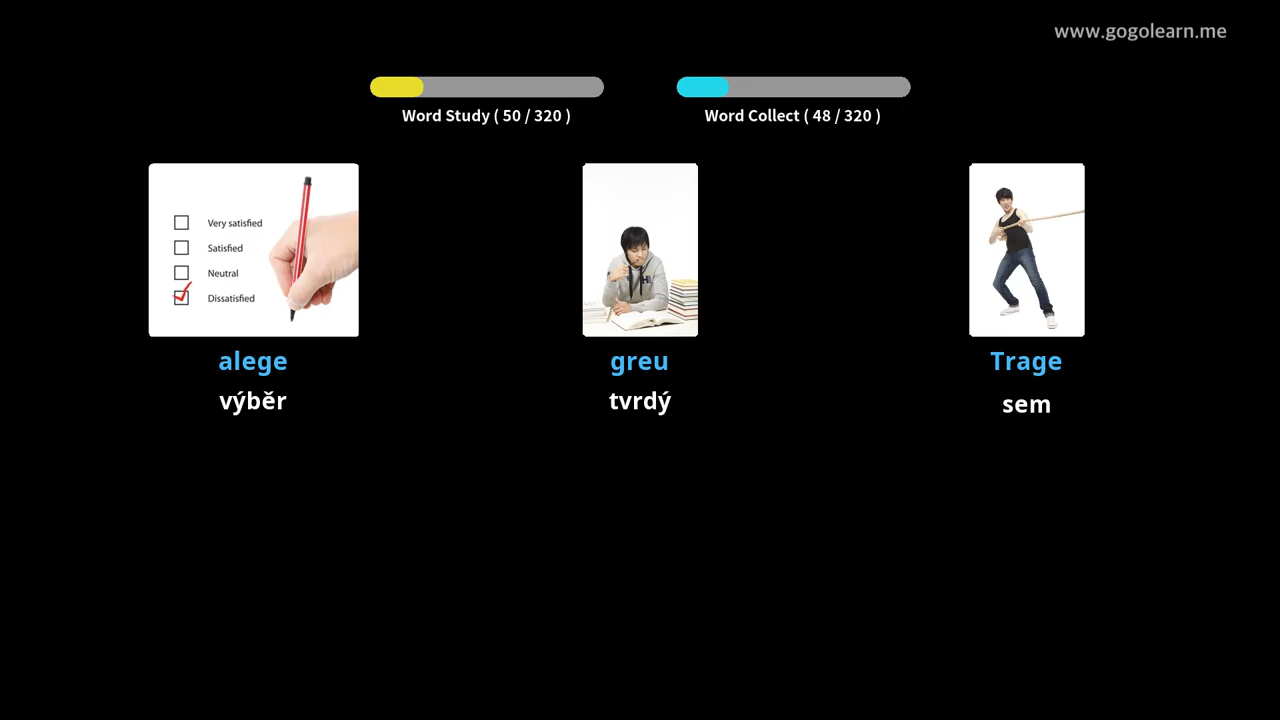 www.gogolearn.me
Word Study ( 50 / 320 )
Word Collect ( 48 / 320 )
Very satisfied
Satisfied
Neutral
Dissatisfied
alege
výběr
greu
tvrdý
Trage
sem